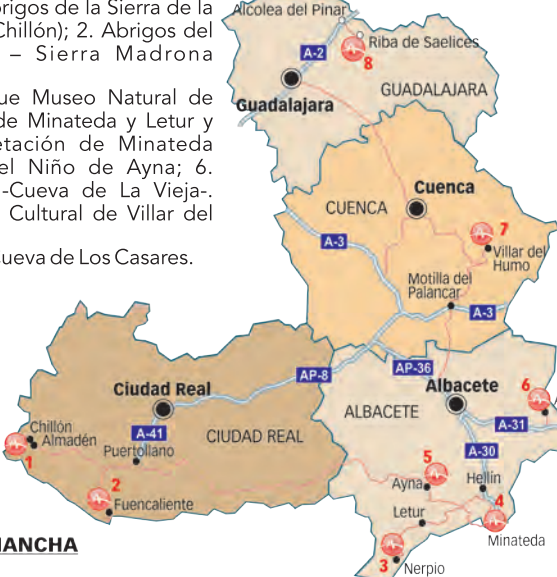 brigos de la Sierra de la
Chillón); 2. Abrigos del
– Sierra Madrona
ue Museo Natural de
de Minateda y Letur y
etación de Minateda
el Niño de Ayna; 6.
-Cueva de La Vieja-.
Cultural de Villar del
Cueva de Los Casares.
Alcolea del Pinar
Riba de Saelices
A-2
8
Guadalajara
GUADALAJARA
Cuenca
CUENCA
7
A-3
Villar del
Humo
Motilla del
Palancar
A-3
AP-8
AP-36
Ciudad Real
Albacete
6
ALBACETE
A-31
Chillón
Almadén
A-41
CIUDAD REAL
Puertollano
A-30
1
5
Hellín
2
Ayna
4
Fuencaliente
Letur
Minateda
MANCHA
3
Nerpio